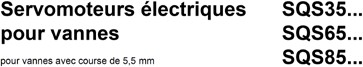 Servomoteurs électriques SQS35...
pour vannes SQS65...
pour vannes avec course de 5,5 mm SQS85...